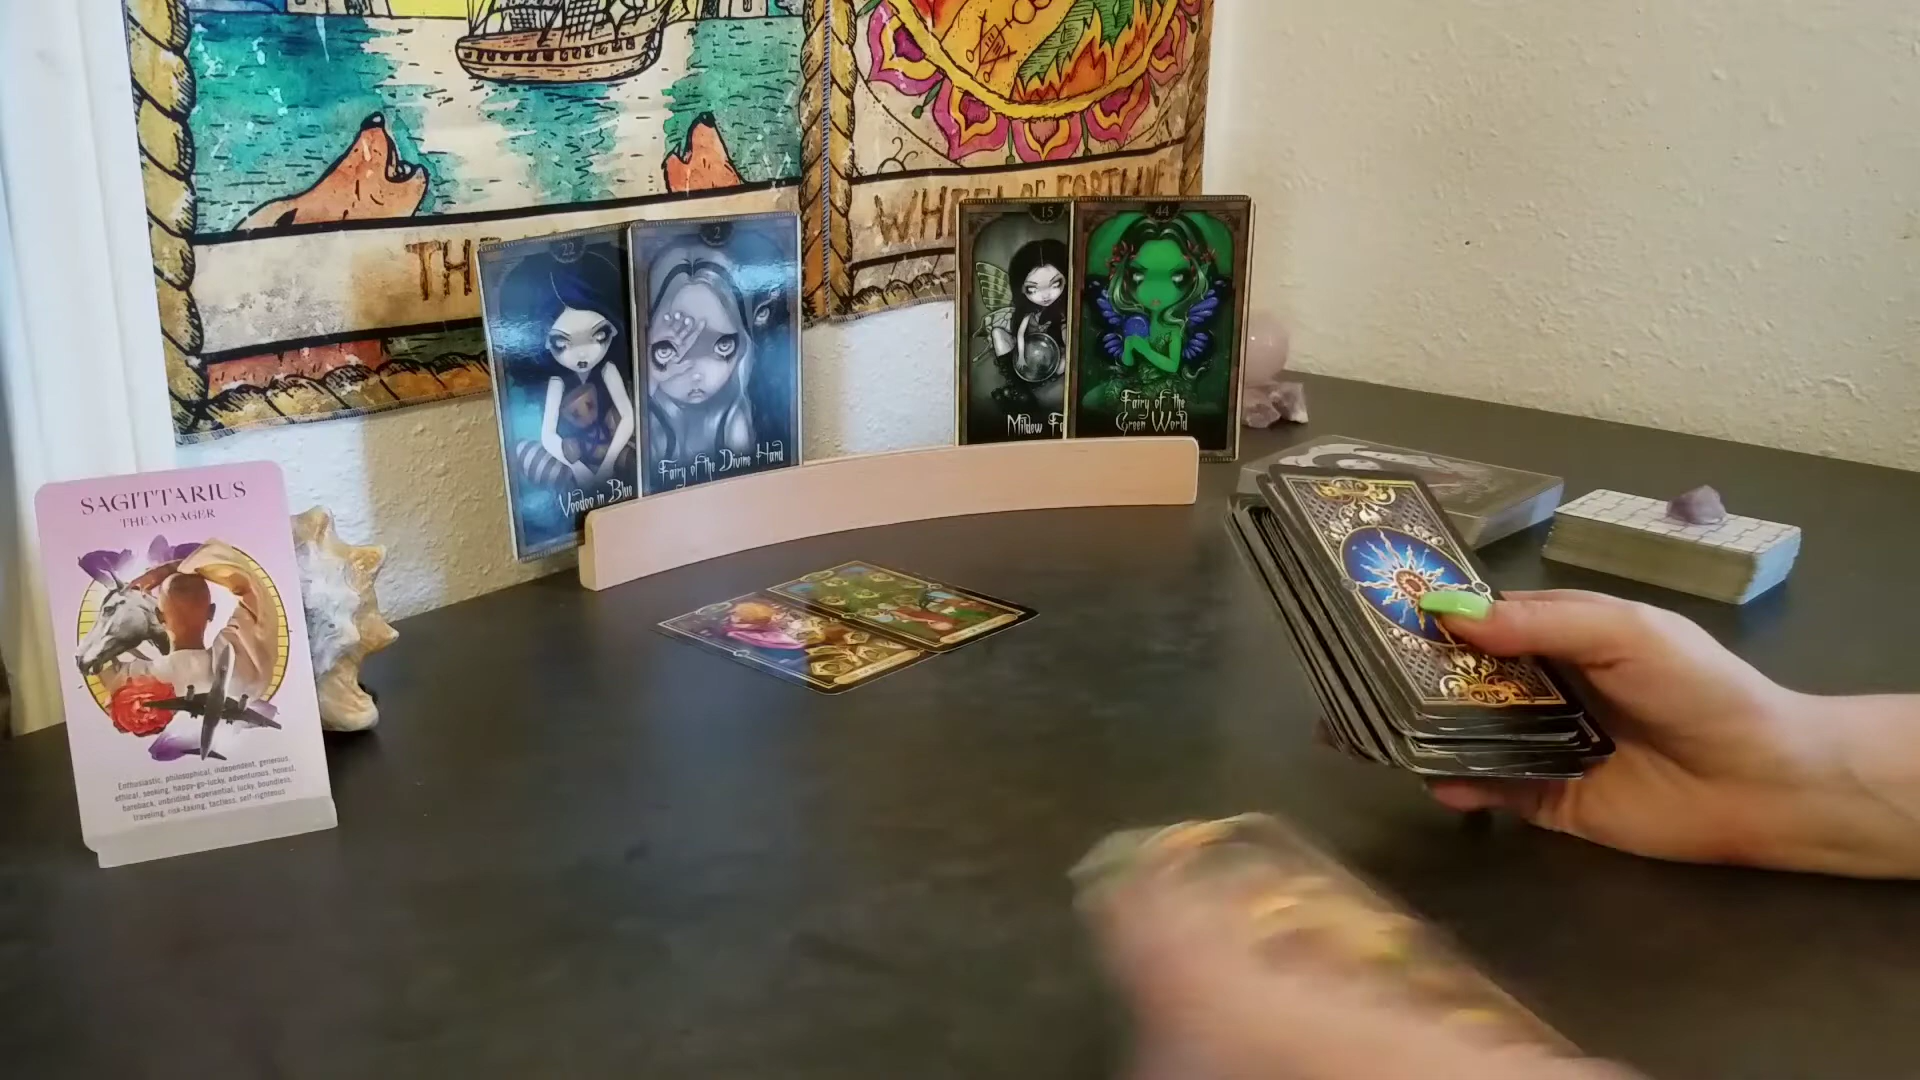 THE
WHEEL OF FORTUNE
22
2
15
44
Voodoo in Blue
Fairy of the Divine Hand
Mildew Fa
Fairy of the
Green World
SAGITTARIUS
THE VOYAGER
Enthusiastic, philosophical, independent, generous,
ethical, seeking, happy-go-lucky, adventurous, honest,
bareback, unbridled, experiential, lucky, boundless,
traveling, risk-taking, tactless, self-righteous